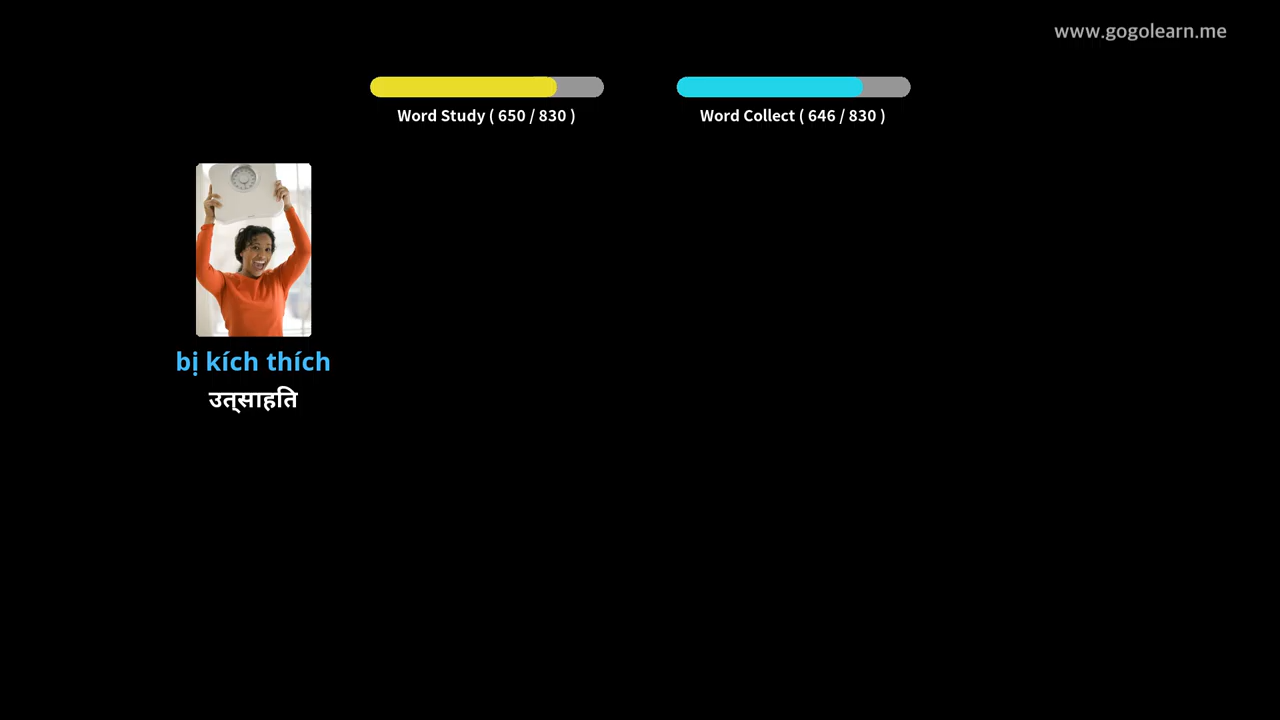 www.gogolearn.me
Word Study ( 650 / 830 )
Word Collect ( 646 / 830 )
bị kích thích
उत्साहति